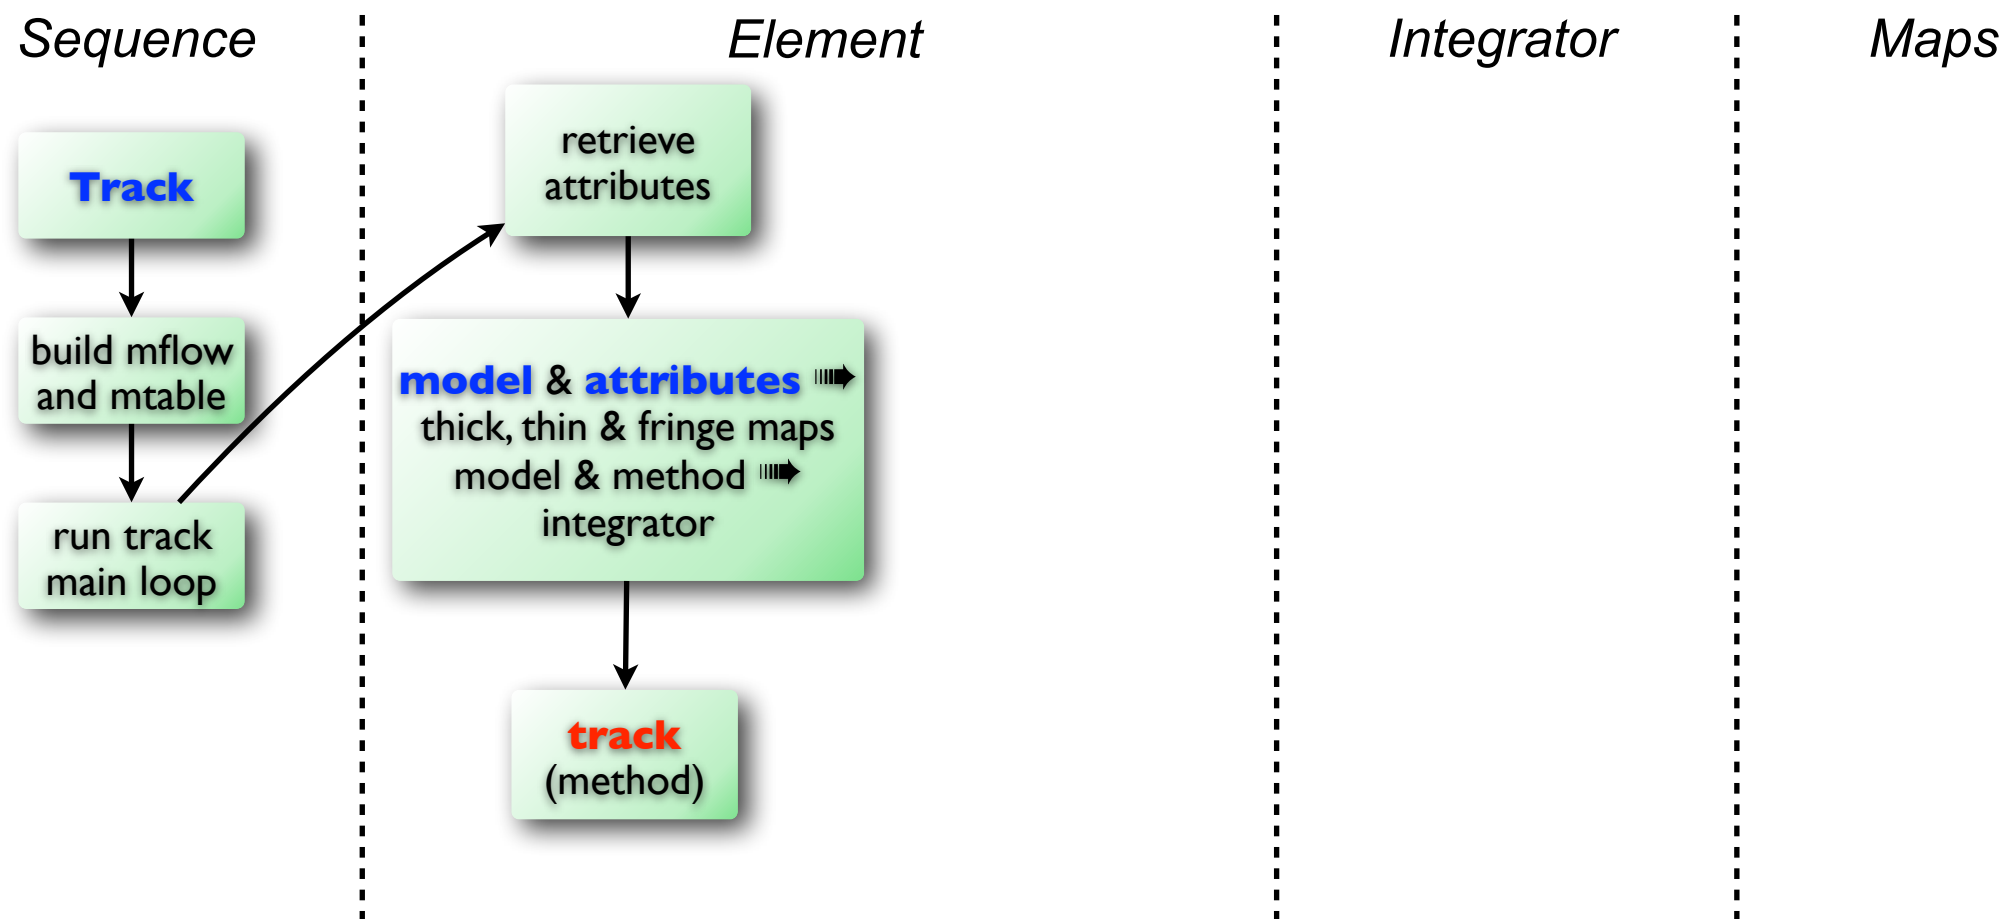 Sequence
Element
Integrator
Maps
Track
build mflow
and mtable
run track
main loop
retrieve
attributes
model & attributes ➠
thick, thin & fringe maps
model & method ➠
integrator
track
(method)